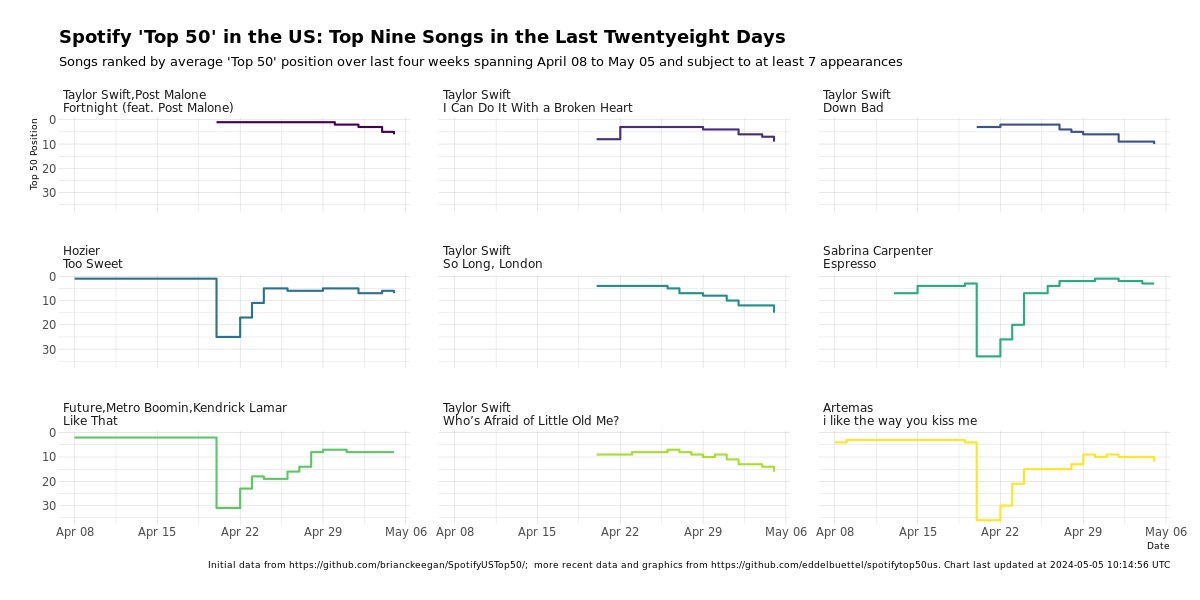 Spotify 'Top 50' in the US: Top Nine Songs in the Last Twentyeight Days
Songs ranked by average 'Top 50' position over last four weeks spanning April 08 to May 05 and subject to at least 7 appearances
Taylor Swift,Post Malone
Fortnight (feat. Post Malone)
Taylor Swift
I Can Do It With a Broken Heart
Taylor Swift
Down Bad
Top 50 Position
0
10
20
30
Hozier
Too Sweet
Taylor Swift
So Long, London
Sabrina Carpenter
Espresso
0
10
20
30
Future,Metro Boomin,Kendrick Lamar
Like That
Taylor Swift
Who’s Afraid of Little Old Me?
Artemas
i like the way you kiss me
0
10
20
30
Apr 08 Apr 15 Apr 22 Apr 29 May 06 Apr 08 Apr 15 Apr 22 Apr 29 May 06 Apr 08 Apr 15 Apr 22 Apr 29 May 06
Date
Initial data from https://github.com/brianckeegan/SpotifyUSTop50/; more recent data and graphics from https://github.com/eddelbuettel/spotifytop50us. Chart last updated at 2024-05-05 10:14:56 UTC